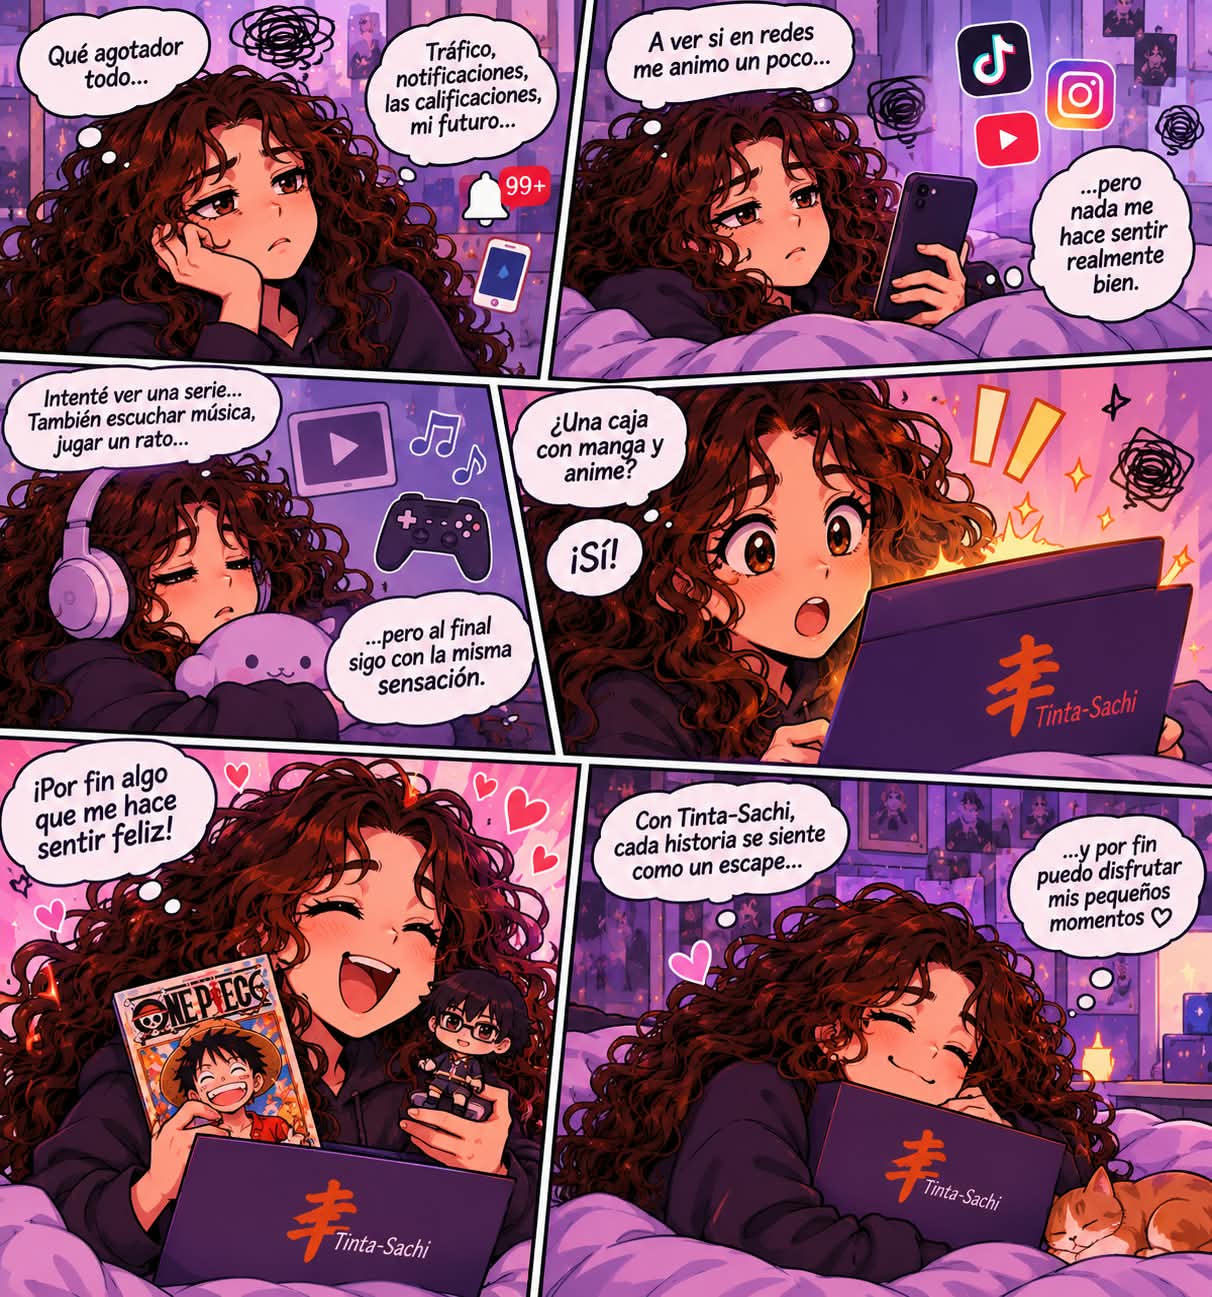 Qué agotador
todo...
Tráfico,
notificaciones,
las calificaciones,
mi futuro...
99+
A ver si en redes
me animo un poco...
...pero
nada me
hace sentir
realmente
bien.
Intenté ver una serie...
También escuchar música,
jugar un rato...
...pero al final
sigo con la misma
sensación.
¿Una caja
con manga y
anime?
¡Sí!
幸
Tinta-Sachi
¡Por fin algo
que me hace
sentir feliz!
ONE PIECE
幸
Tinta-Sachi
Con Tinta-Sachi,
cada historia se siente
como un escape...
...y por fin
puedo disfrutar
mis pequeños
momentos ♡
幸
Tinta-Sachi